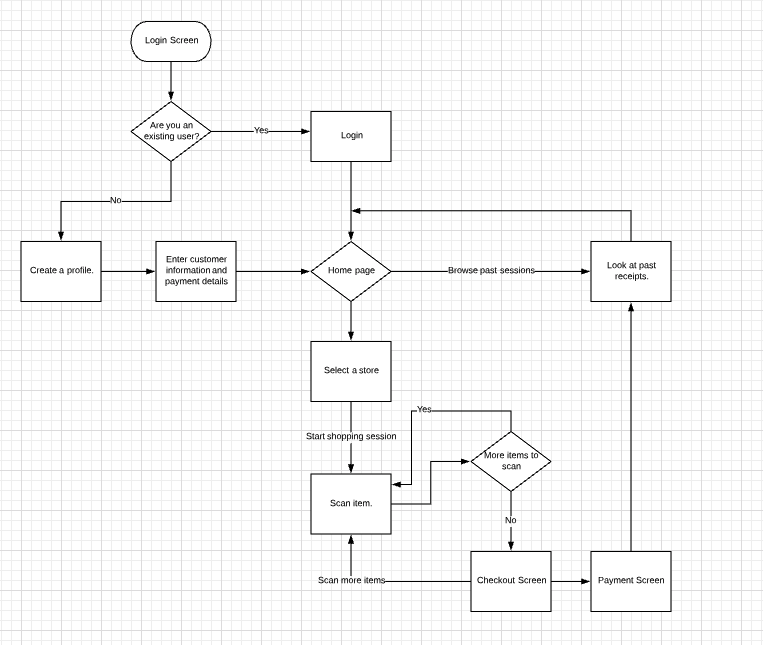 Login Screen
Are you an
existing user?
Yes
Login
No
Create a profile.
Enter customer
information and
payment details
Home page
Browse past sessions
Look at past
receipts.
Select a store
Yes
Start shopping session
More items to
scan
Scan item.
No
Scan more items
Checkout Screen
Payment Screen